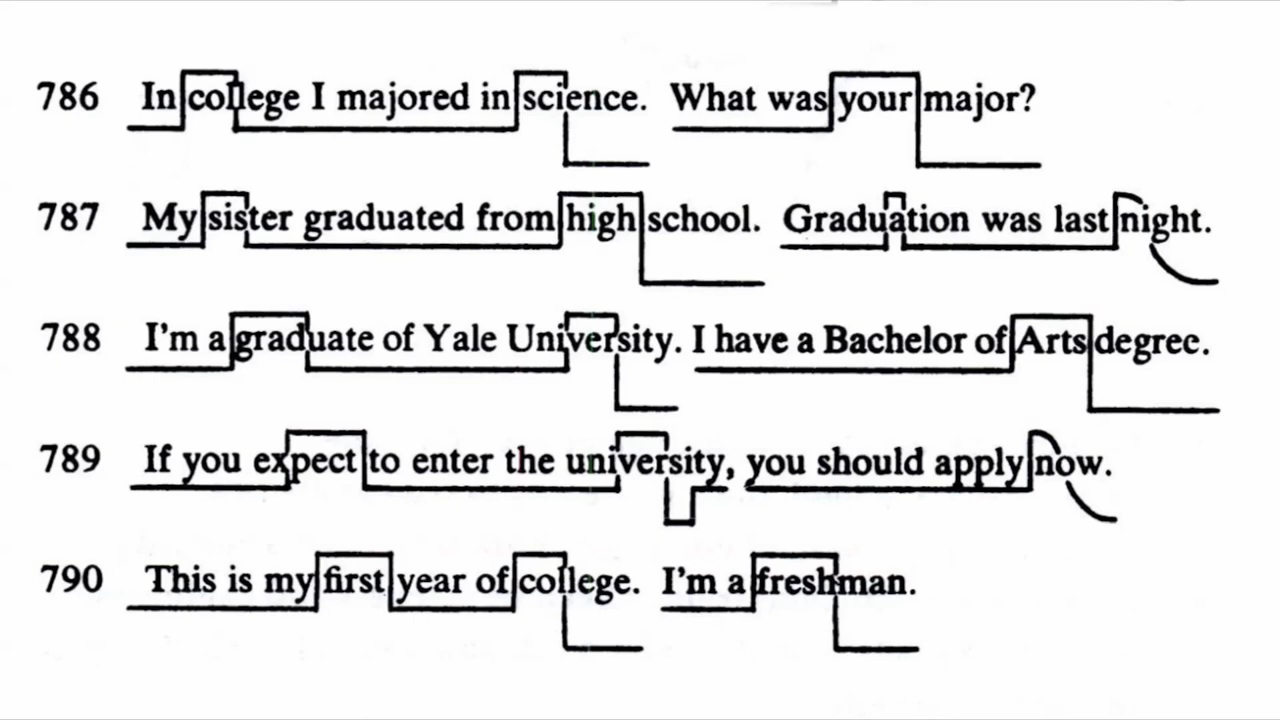 786 In college I majored in science. What was your major?
787 My sister graduated from high school. Graduation was last night.
788 I'm a graduate of Yale University. I have a Bachelor of Arts degree.
789 If you expect to enter the university, you should apply now.
790 This is my first year of college. I'm a freshman.